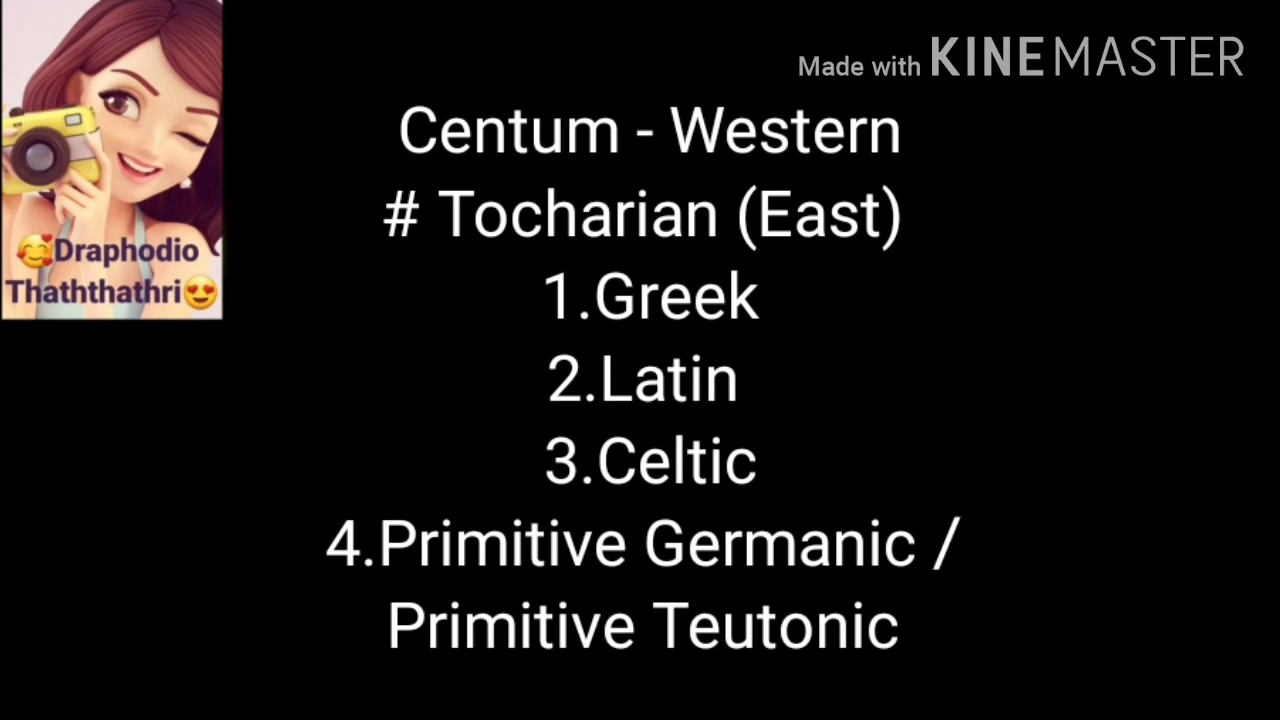 Made with KINEMASTER
Centum - Western
# Tocharian (East)
1.Greek
2.Latin
3.Celtic
4.Primitive Germanic /
Primitive Teutonic
🥰Draphodio
Thaththathri😍